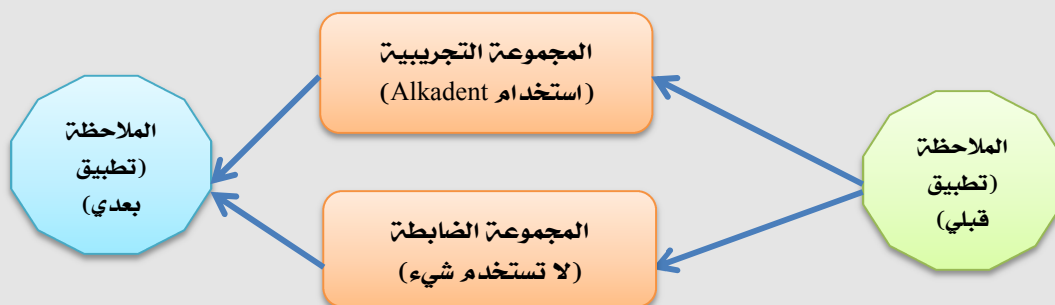 الملاحظة
(تطبيق
قبلي)
المجموعة التجريبية
(استخدام Alkadent)
المجموعة الضابطة
(لا تستخدم شيء)
الملاحظة
(تطبيق
بعدي)